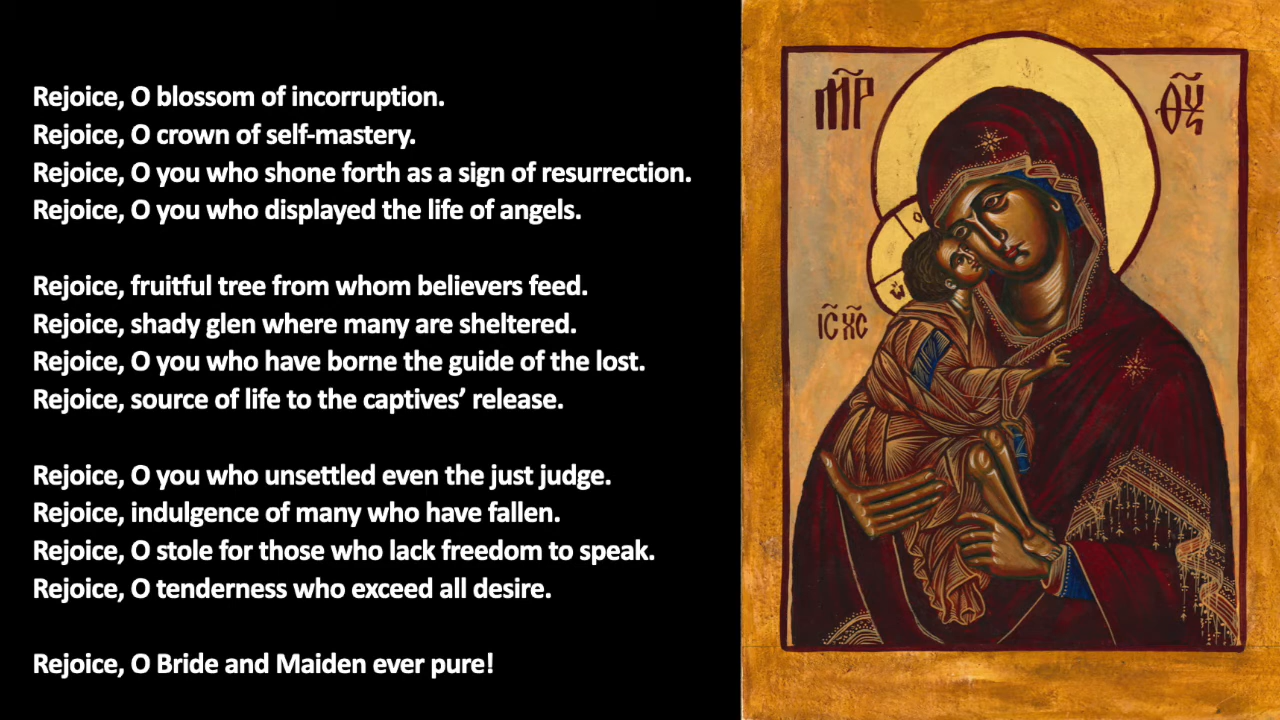 Rejoice, O blossom of incorruption.
Rejoice, O crown of self-mastery.
Rejoice, O you who shone forth as a sign of resurrection.
Rejoice, O you who displayed the life of angels.
Rejoice, fruitful tree from whom believers feed.
Rejoice, shady glen where many are sheltered.
Rejoice, O you who have borne the guide of the lost.
Rejoice, source of life to the captives’ release.
Rejoice, O you who unsettled even the just judge.
Rejoice, indulgence of many who have fallen.
Rejoice, O stole for those who lack freedom to speak.
Rejoice, O tenderness who exceed all desire.
Rejoice, O Bride and Maiden ever pure!
М҃Р Ѳ҃Ѵ
І҃С Х҃С
Ѡ О